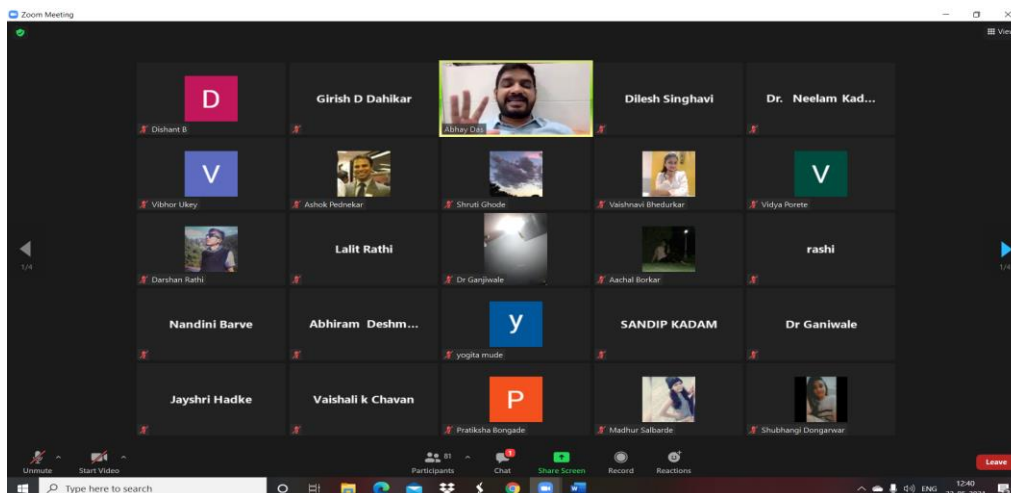 Zoom Meeting
View
D
Dishant B
Girish D Dahikar
Abhay Das
Dilesh Singhavi
Dr. Neelam Kad...
V
Vibhor Ukey
Ashok Pednekar
Shruti Ghode
Vaishnavi Bhedurkar
V
Vidya Porete
1/4
Darshan Rathi
Lalit Rathi
Dr Ganjiwale
Aachal Borkar
rashi
1/4
Nandini Barve
Abhiram Deshm...
y
yogita mude
SANDIP KADAM
Dr Ganiwale
Jayshri Hadke
Vaishali k Chavan
P
Pratiksha Bongade
Madhur Salbarde
Shubhangi Dongarwar
Unmute
Start Video
81
Participants
1
Chat
Share Screen
Record
Reactions
Leave
Type here to search
ENG
12:40